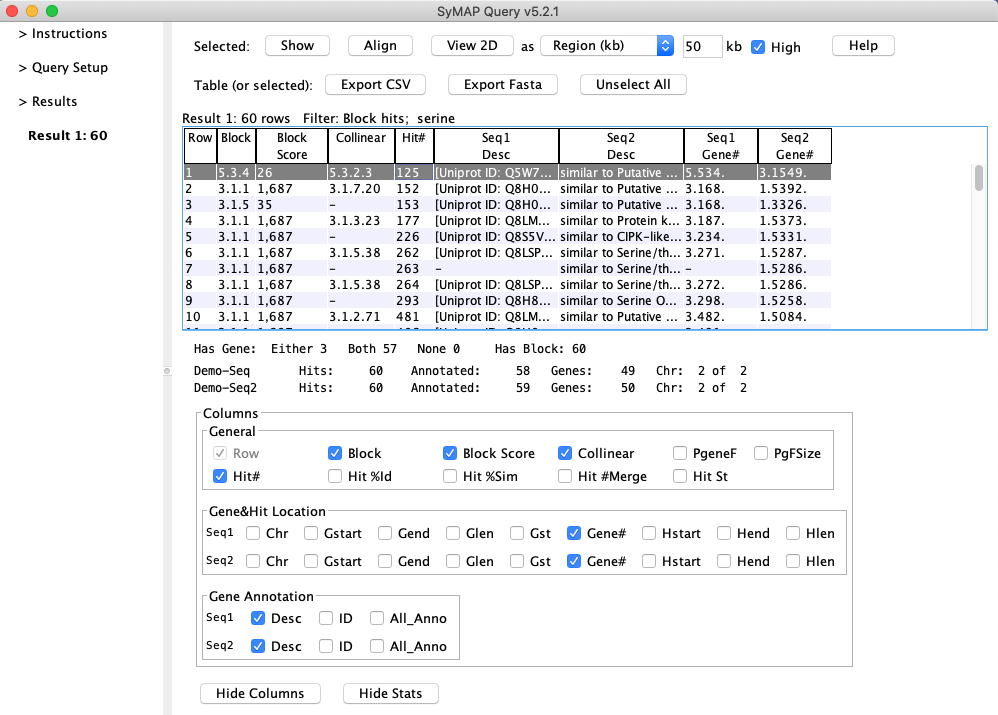 SyMAP Query v5.2.1
> Instructions
> Query Setup
> Results
Result 1: 60
Selected: Show Align View 2D as Region (kb) 50 kb High Help
Table (or selected): Export CSV Export Fasta Unselect All
Result 1: 60 rows Filter: Block hits; serine
Row Block Block Score Collinear Hit# Seq1 Desc Seq2 Desc Seq1 Gene# Seq2 Gene#
1 5.3.4 26 5.3.2.3 125 [Uniprot ID: Q5W7... similar to Putative ... 5.534. 3.1549.
2 3.1.1 1,687 3.1.7.20 152 [Uniprot ID: Q8H0... similar to Putative ... 3.168. 1.5392.
3 3.1.5 35 – 153 [Uniprot ID: Q8H0... similar to Putative ... 3.168. 1.3326.
4 3.1.1 1,687 3.1.3.23 177 [Uniprot ID: Q8LM... similar to Protein k... 3.187. 1.5373.
5 3.1.1 1,687 – 226 [Uniprot ID: Q8S5V... similar to CIPK-like... 3.234. 1.5331.
6 3.1.1 1,687 3.1.5.38 262 [Uniprot ID: Q8LSP... similar to Serine/th... 3.271. 1.5287.
7 3.1.1 1,687 – 263 – similar to Serine/th... – 1.5286.
8 3.1.1 1,687 3.1.5.38 264 [Uniprot ID: Q8LSP... similar to Serine/th... 3.272. 1.5286.
9 3.1.1 1,687 – 293 [Uniprot ID: Q8H8... similar to Serine O... 3.298. 1.5258.
10 3.1.1 1,687 3.1.2.71 481 [Uniprot ID: Q8LM... similar to Putative ... 3.482. 1.5084.
Has Gene: Either 3 Both 57 None 0 Has Block: 60
Demo-Seq Hits: 60 Annotated: 58 Genes: 49 Chr: 2 of 2
Demo-Seq2 Hits: 60 Annotated: 59 Genes: 50 Chr: 2 of 2
Columns
General
Row Block Block Score Collinear PgeneF PgFSize
Hit# Hit %Id Hit %Sim Hit #Merge Hit St
Gene&Hit Location
Seq1 Chr Gstart Gend Glen Gst Gene# Hstart Hend Hlen
Seq2 Chr Gstart Gend Glen Gst Gene# Hstart Hend Hlen
Gene Annotation
Seq1 Desc ID All_Anno
Seq2 Desc ID All_Anno
Hide Columns Hide Stats